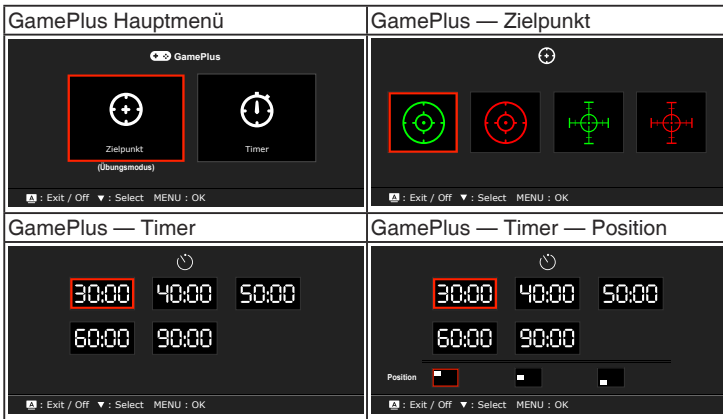 GamePlus Hauptmenü
GamePlus — Zielpunkt
GamePlus
Zielpunkt
(Übungsmodus)
Timer
A : Exit / Off ▼ : Select MENU : OK
A : Exit / Off ▼ : Select MENU : OK
GamePlus — Timer
GamePlus — Timer — Position
30:00 40:00 50:00
60:00 90:00
A : Exit / Off ▼ : Select MENU : OK
30:00 40:00 50:00
60:00 90:00
Position
A : Exit / Off ▼ : Select MENU : OK